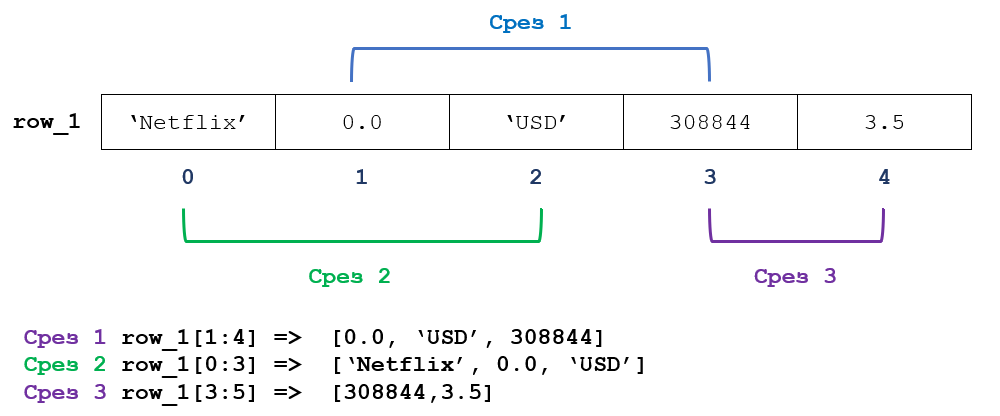 Срез 1
row_1 ‘Netflix’ 0.0 ‘USD’ 308844 3.5
0 1 2 3 4
Срез 2 Срез 3
Срез 1 row_1[1:4] => [0.0, ‘USD’, 308844]
Срез 2 row_1[0:3] => [‘Netflix’, 0.0, ‘USD’]
Срез 3 row_1[3:5] => [308844,3.5]